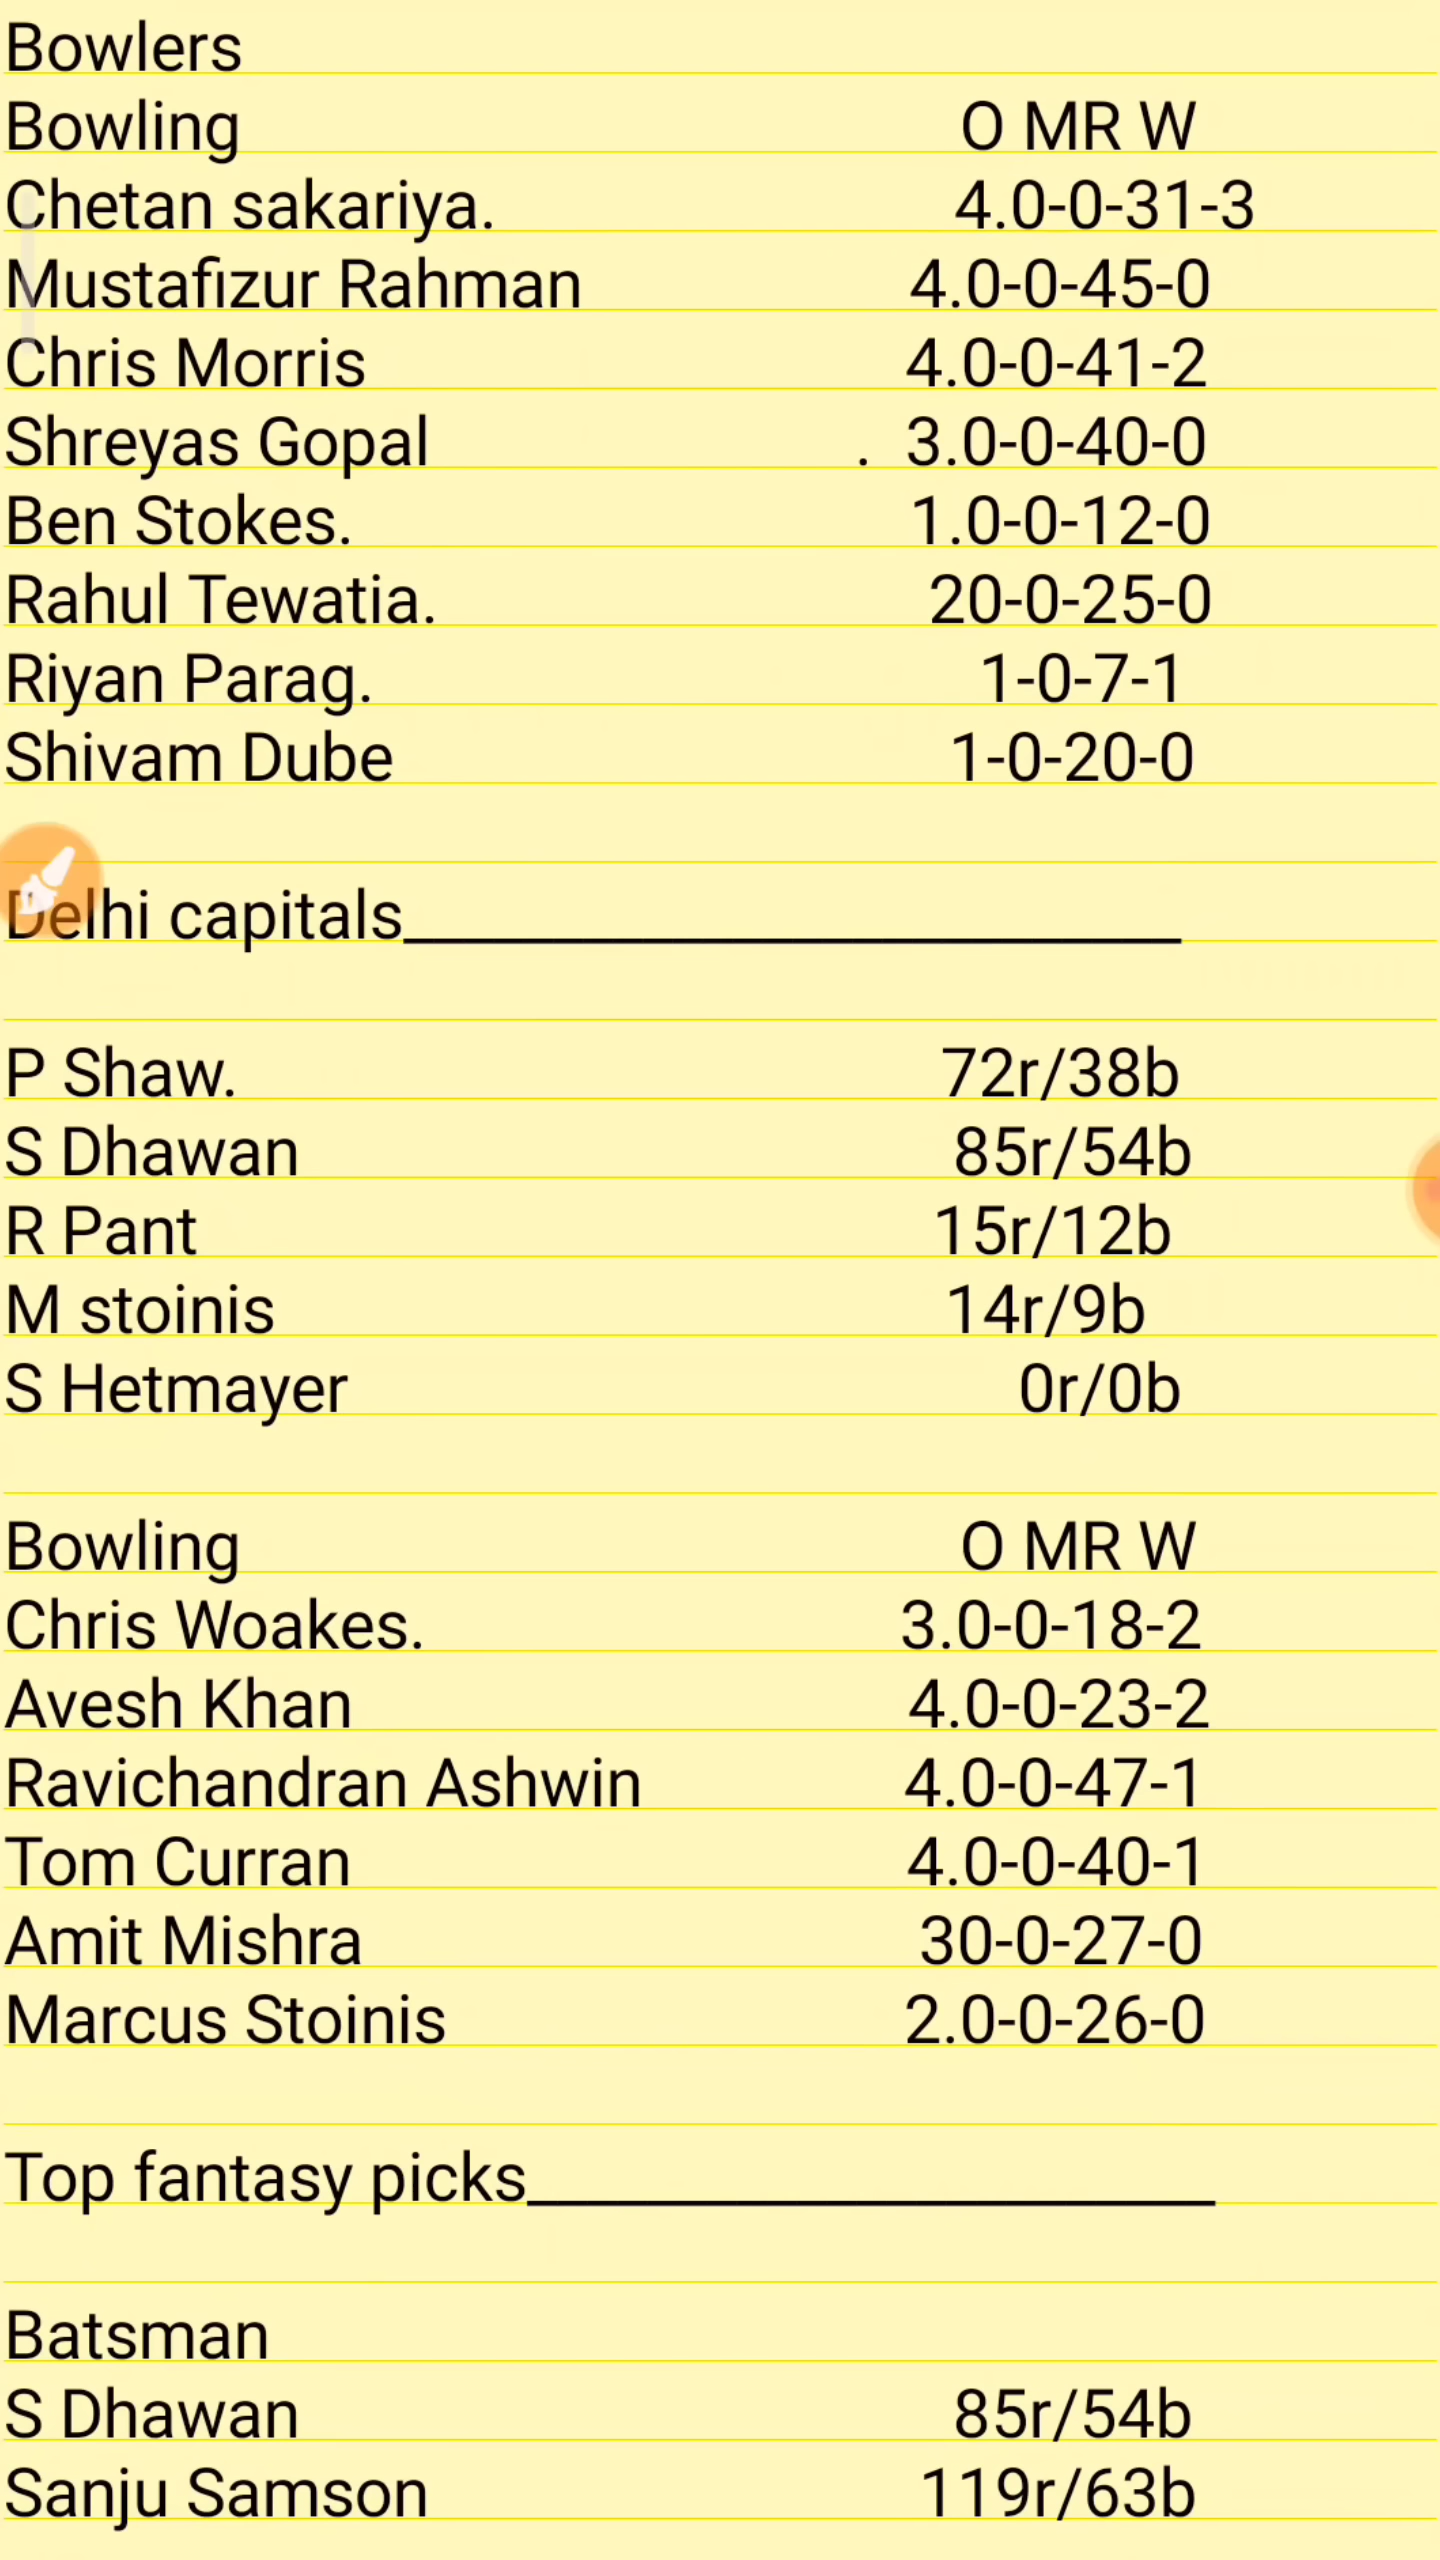 Bowlers
Bowling O MR W
Chetan sakariya. 4.0-0-31-3
Mustafizur Rahman 4.0-0-45-0
Chris Morris 4.0-0-41-2
Shreyas Gopal . 3.0-0-40-0
Ben Stokes. 1.0-0-12-0
Rahul Tewatia. 20-0-25-0
Riyan Parag. 1-0-7-1
Shivam Dube 1-0-20-0
Delhi capitals____________________
P Shaw. 72r/38b
S Dhawan 85r/54b
R Pant 15r/12b
M stoinis 14r/9b
S Hetmayer 0r/0b
Bowling O MR W
Chris Woakes. 3.0-0-18-2
Avesh Khan 4.0-0-23-2
Ravichandran Ashwin 4.0-0-47-1
Tom Curran 4.0-0-40-1
Amit Mishra 30-0-27-0
Marcus Stoinis 2.0-0-26-0
Top fantasy picks__________________
Batsman
S Dhawan 85r/54b
Sanju Samson 119r/63b